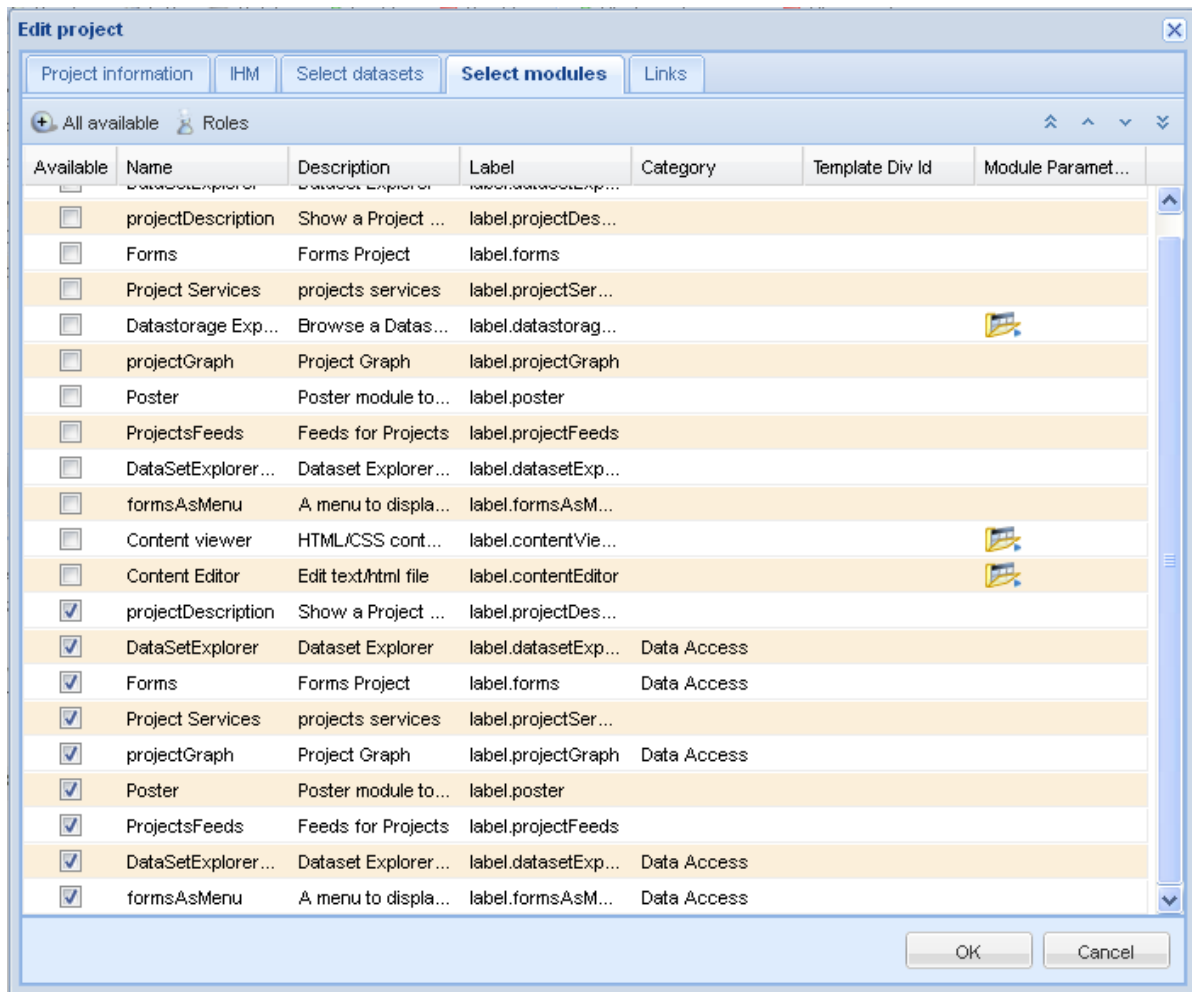 Edit project
Project information IHM Select datasets Select modules Links
All available Roles
Available Name Description Label Category Template Div Id Module Paramet...
DataSetExplorer Dataset Explorer label.datasetExp...
projectDescription Show a Project ... label.projectDes...
Forms Forms Project label.forms
Project Services projects services label.projectSer...
Datastorage Exp... Browse a Datas... label.datastorag...
projectGraph Project Graph label.projectGraph
Poster Poster module to... label.poster
ProjectsFeeds Feeds for Projects label.projectFeeds
DataSetExplorer... Dataset Explorer... label.datasetExp...
formsAsMenu A menu to displa... label.formsAsM...
Content viewer HTML/CSS cont... label.contentVie...
Content Editor Edit text/html file label.contentEditor
projectDescription Show a Project ... label.projectDes...
DataSetExplorer Dataset Explorer label.datasetExp... Data Access
Forms Forms Project label.forms Data Access
Project Services projects services label.projectSer...
projectGraph Project Graph label.projectGraph Data Access
Poster Poster module to... label.poster
ProjectsFeeds Feeds for Projects label.projectFeeds
DataSetExplorer... Dataset Explorer... label.datasetExp... Data Access
formsAsMenu A menu to displa... label.formsAsM... Data Access
OK Cancel